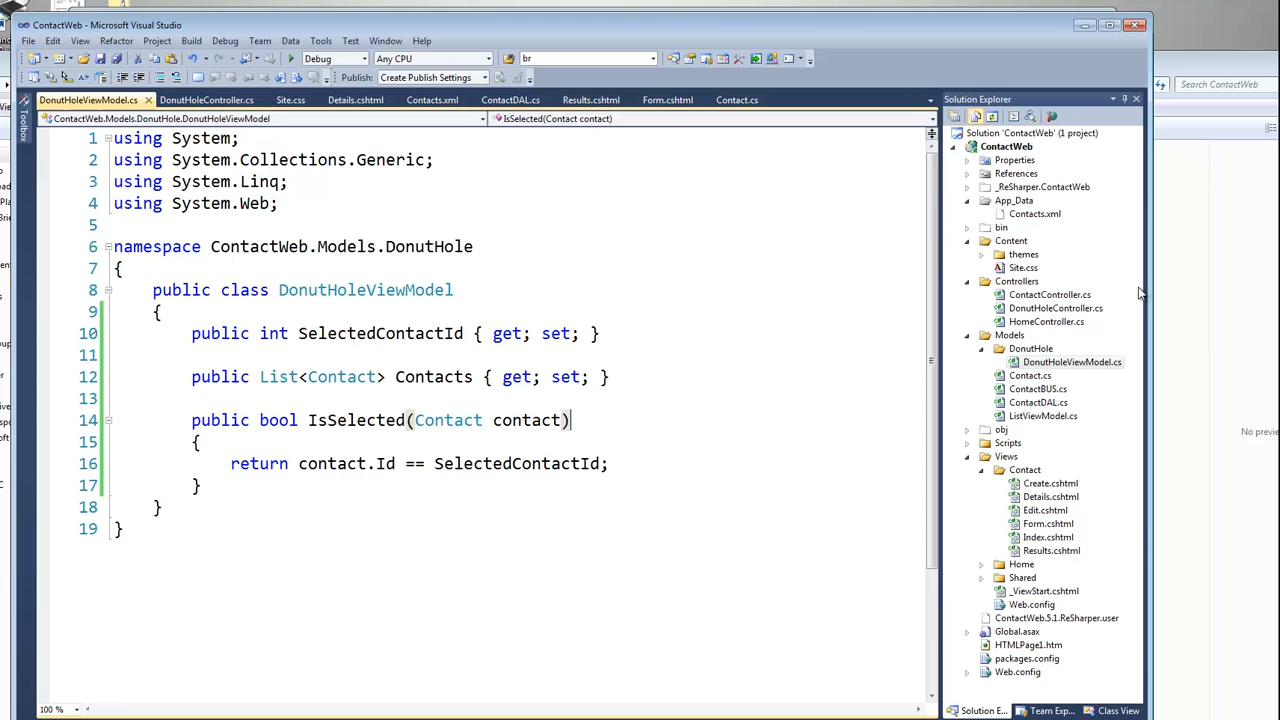 ContactWeb - Microsoft Visual Studio
File Edit View Refactor Project Build Debug Team Data Tools Test Window Help
Debug Any CPU br
Publish: Create Publish Settings
DonutHoleViewModel.cs DonutHoleController.cs Site.css Details.cshtml Contacts.xml ContactDAL.cs Results.cshtml Form.cshtml Contact.cs
ContactWeb.Models.DonutHole.DonutHoleViewModel IsSelected(Contact contact)
Toolbox
1 using System;
2 using System.Collections.Generic;
3 using System.Linq;
4 using System.Web;
5
6 namespace ContactWeb.Models.DonutHole
7 {
8 public class DonutHoleViewModel
9 {
10 public int SelectedContactId { get; set; }
11
12 public List<Contact> Contacts { get; set; }
13
14 public bool IsSelected(Contact contact)
15 {
16 return contact.Id == SelectedContactId;
17 }
18 }
19 }
100 %
Solution Explorer
Solution 'ContactWeb' (1 project)
ContactWeb
Properties
References
_ReSharper.ContactWeb
App_Data
Contacts.xml
bin
Content
themes
Site.css
Controllers
ContactController.cs
DonutHoleController.cs
HomeController.cs
Models
DonutHole
DonutHoleViewModel.cs
Contact.cs
ContactBUS.cs
ContactDAL.cs
ListViewModel.cs
obj
Scripts
Views
Contact
Create.cshtml
Details.cshtml
Edit.cshtml
Form.cshtml
Index.cshtml
Results.cshtml
Home
Shared
_ViewStart.cshtml
Web.config
ContactWeb.5.1.ReSharper.user
Global.asax
HTMLPage1.htm
packages.config
Web.config
Solution E... Team Exp... Class View
Search ContactWeb
No previe